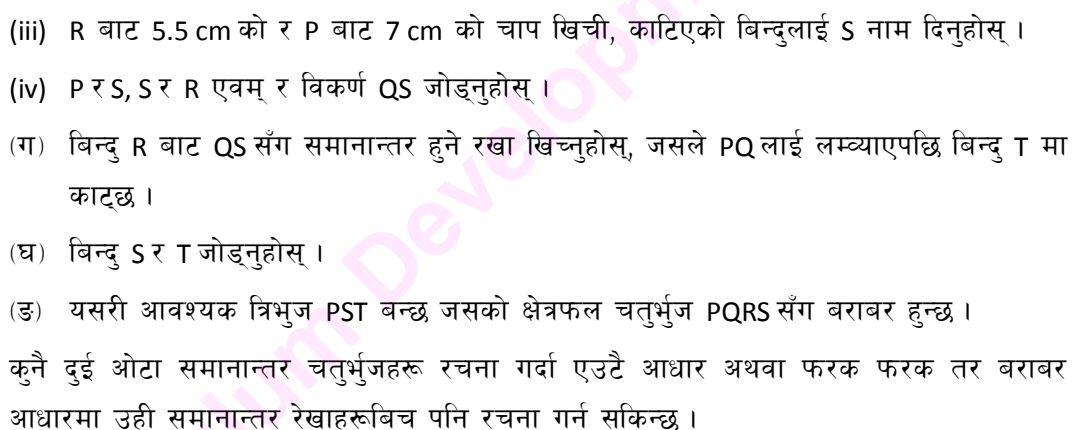 (iii) R बाट 5.5 cm को र P बाट 7 cm को चाप खिची, काटिएको बिन्दुलाई S नाम दिनुहोस् ।
(iv) P र S, S र R एवम् र विकर्ण QS जोड्नुहोस् ।
(ग) बिन्दु R बाट QS सँग समानान्तर हुने रखा खिच्नुहोस्, जसले PQ लाई लम्ब्याएपछि बिन्दु T मा
काट्छ ।
(घ) बिन्दु S र T जोड्नुहोस् ।
(ङ) यसरी आवश्यक त्रिभुज PST बन्छ जसको क्षेत्रफल चतुर्भुज PQRS सँग बराबर हुन्छ ।
कुनै दुई ओटा समानान्तर चतुर्भुजहरू रचना गर्दा एउटै आधार अथवा फरक फरक तर बराबर
आधारमा उही समानान्तर रेखाहरूबिच पनि रचना गर्न सकिन्छ ।